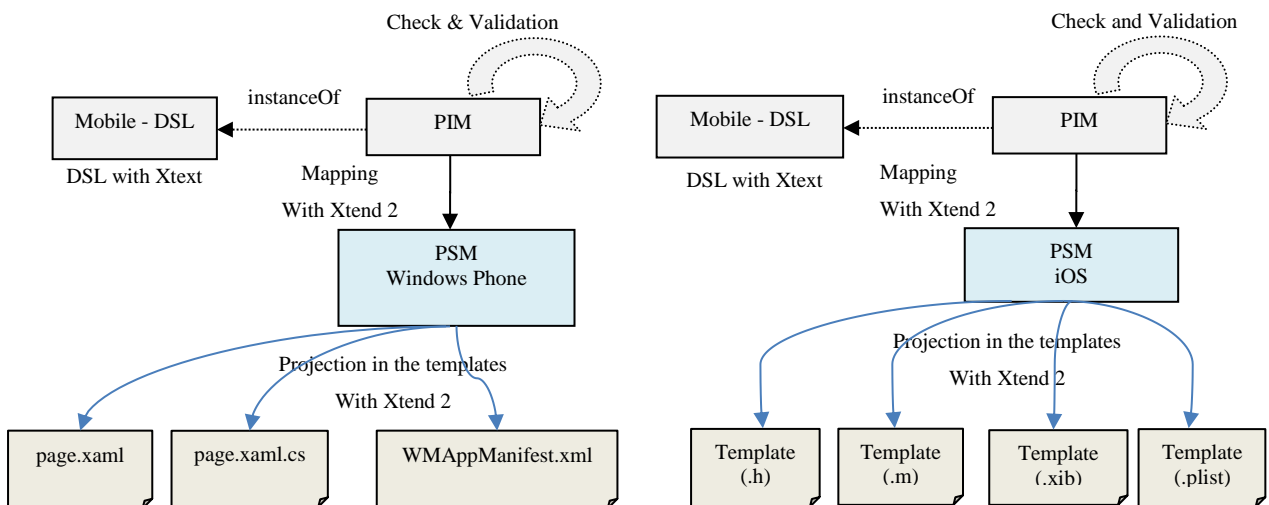 Check & Validation
instanceOf
Mobile - DSL
PIM
DSL with Xtext
Mapping
With Xtend 2
PSM
Windows Phone
Projection in the templates
With Xtend 2
page.xaml
page.xaml.cs
WMAppManifest.xml
Check and Validation
instanceOf
Mobile - DSL
PIM
DSL with Xtext
Mapping
With Xtend 2
PSM
iOS
Projection in the templates
With Xtend 2
Template
(.h)
Template
(.m)
Template
(.xib)
Template
(.plist)